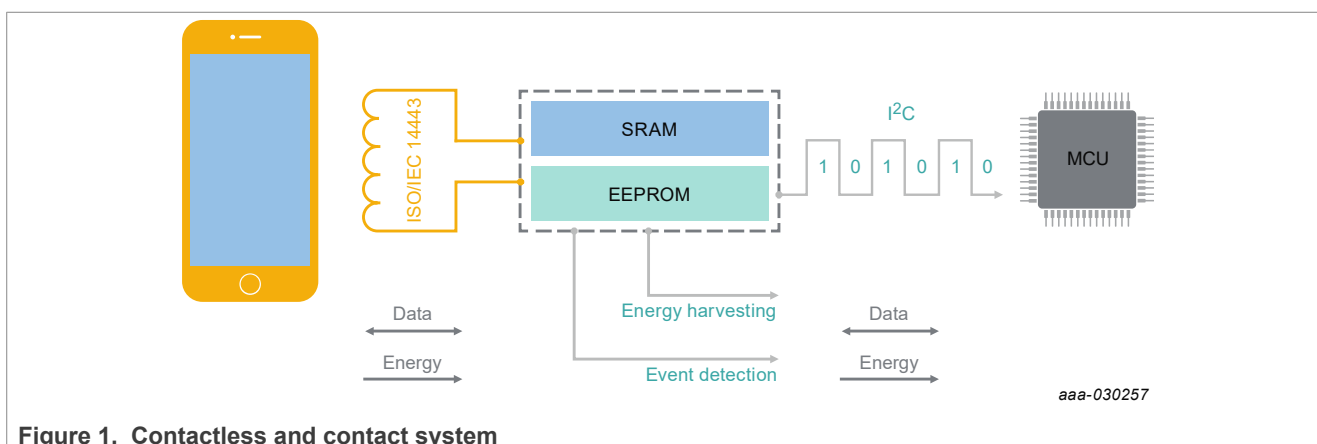 ISO/IEC 14443
SRAM
EEPROM
I²C
1 0 1 0 1 0
MCU
Energy harvesting
Event detection
Data
Energy
Data
Energy
aaa-030257
Figure 1. Contactless and contact system